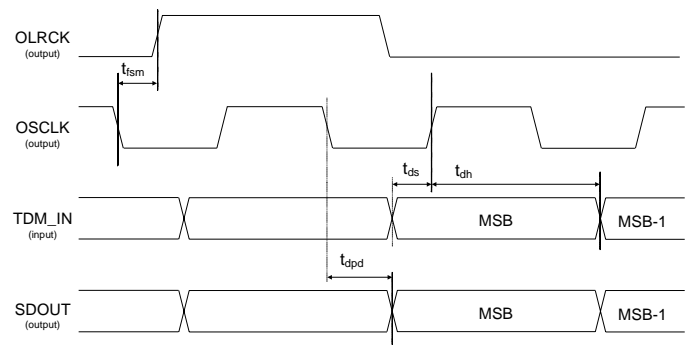 OLRCK
(output)
tfsm
OSCLK
(output)
tds
tdh
TDM_IN
(input)
MSB
MSB-1
tdpd
SDOUT
(output)
MSB
MSB-1